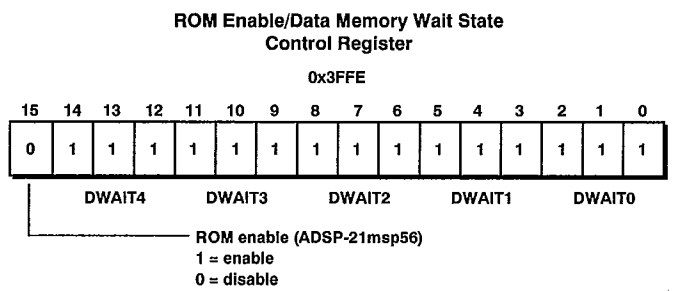 ROM Enable/Data Memory Wait State
Control Register
0x3FFE
15 14 13 12 11 10 9 8 7 6 5 4 3 2 1 0
0 1 1 1 1 1 1 1 1 1 1 1 1 1 1 1
DWAIT4 DWAIT3 DWAIT2 DWAIT1 DWAIT0
ROM enable (ADSP-21msp56)
1 = enable
0 = disable